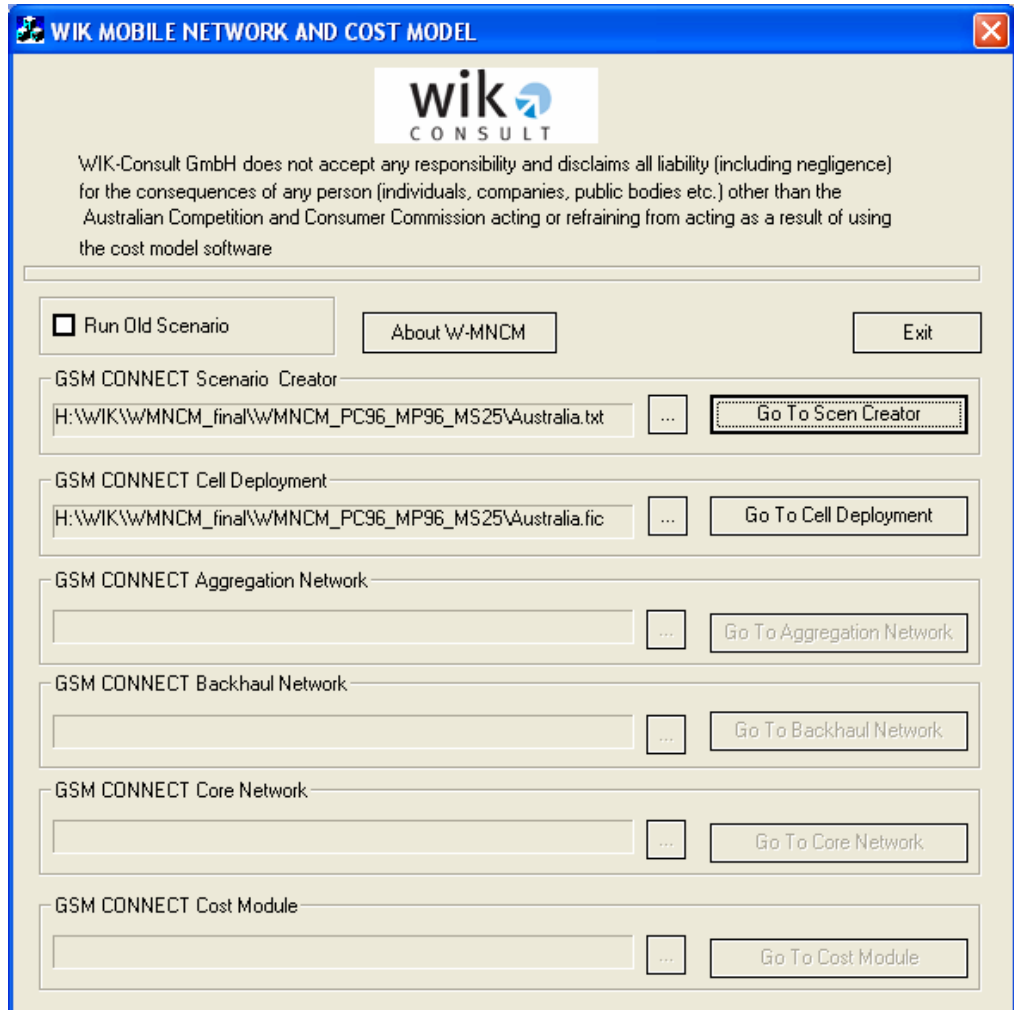 WIK MOBILE NETWORK AND COST MODEL
wik
CONSULT
WIK-Consult GmbH does not accept any responsibility and disclaims all liability (including negligence)
for the consequences of any person (individuals, companies, public bodies etc.) other than the
Australian Competition and Consumer Commission acting or refraining from acting as a result of using
the cost model software
Run Old Scenario
About W-MNCM
Exit
GSM CONNECT Scenario Creator
H:\WIK\WMNCM_final\WMNCM_PC96_MP96_MS25\Australia.txt
...
Go To Scen Creator
GSM CONNECT Cell Deployment
H:\WIK\WMNCM_final\WMNCM_PC96_MP96_MS25\Australia.fic
...
Go To Cell Deployment
GSM CONNECT Aggregation Network
...
Go To Aggregation Network
GSM CONNECT Backhaul Network
...
Go To Backhaul Network
GSM CONNECT Core Network
...
Go To Core Network
GSM CONNECT Cost Module
...
Go To Cost Module